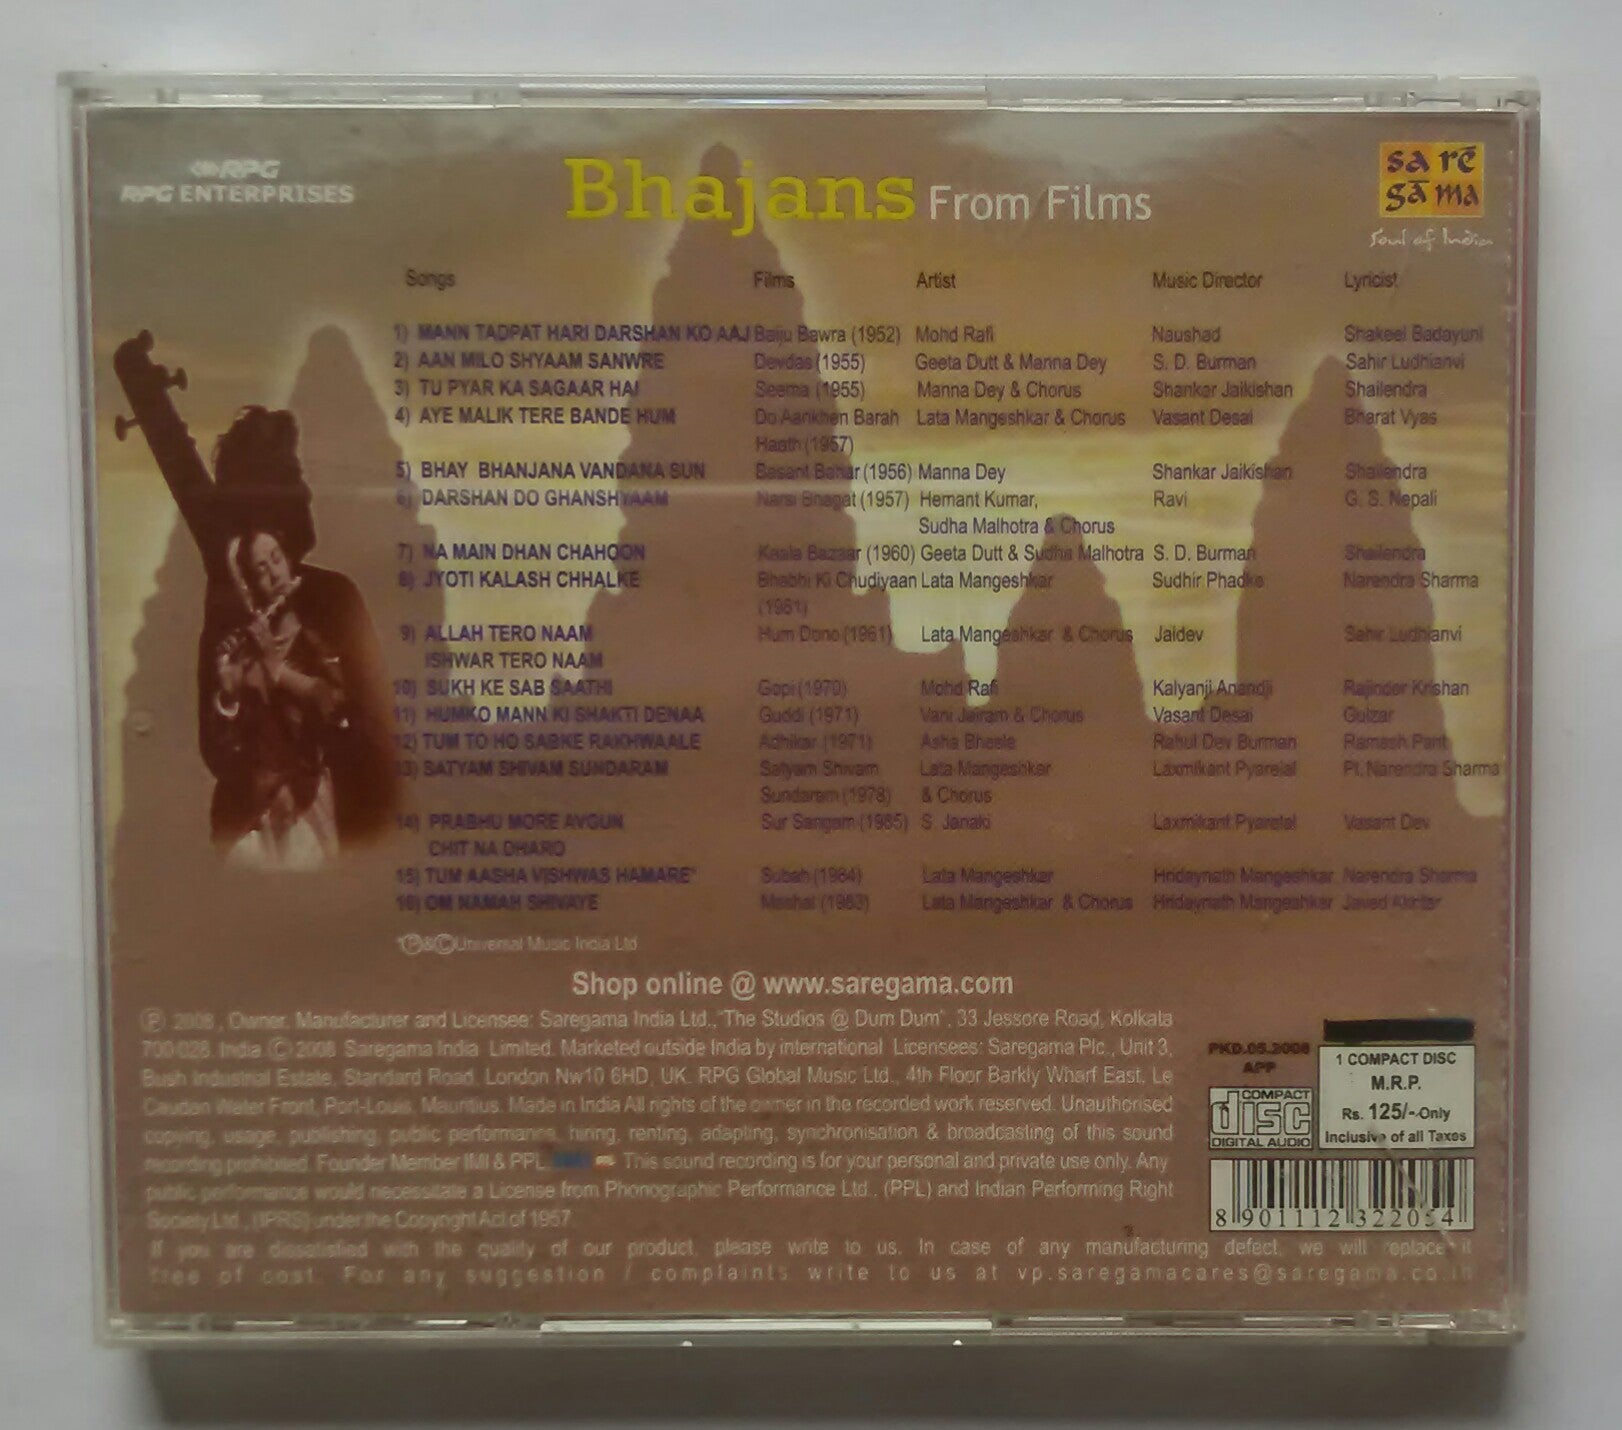 RPG
RPG ENTERPRISES
Bhajans From Films
sa rē gā ma
Soul of India
Songs Films Artist Music Director Lyricist
1) MANN TADPAT HARI DARSHAN KO AAJ Baiju Bawra (1952) Mohd Rafi Naushad Shakeel Badayuni
2) AAN MILO SHYAAM SANWRE Devdas (1955) Geeta Dutt & Manna Dey S. D. Burman Sahir Ludhianvi
3) TU PYAR KA SAGAAR HAI Seema (1955) Manna Dey & Chorus Shankar Jaikishan Shailendra
4) AYE MALIK TERE BANDE HUM Do Aankhen Barah Lata Mangeshkar & Chorus Vasant Desai Bharat Vyas
Haath (1957)
5) BHAY BHANJANA VANDANA SUN Basant Bahar (1956) Manna Dey Shankar Jaikishan Shailendra
6) DARSHAN DO GHANSHYAAM Narsi Bhagat (1957) Hemant Kumar, Ravi G. S. Nepali
Sudha Malhotra & Chorus
7) NA MAIN DHAN CHAHOON Kaala Bazaar (1960) Geeta Dutt & Sudha Malhotra S. D. Burman Shailendra
8) JYOTI KALASH CHHALKE Bhabhi Ki Chudiyaan Lata Mangeshkar Sudhir Phadke Narendra Sharma
(1961)
9) ALLAH TERO NAAM Hum Dono (1961) Lata Mangeshkar & Chorus Jaidev Sahir Ludhianvi
ISHWAR TERO NAAM
10) SUKH KE SAB SAATHI Gopi (1970) Mohd Rafi Kalyanji Anandji Rajinder Krishan
11) HUMKO MANN KI SHAKTI DENAA Guddi (1971) Vani Jairam & Chorus Vasant Desai Gulzar
12) TUM TO HO SABKE RAKHWAALE Adhikar (1971) Asha Bhosle Rahul Dev Burman Ramesh Pant
13) SATYAM SHIVAM SUNDARAM Satyam Shivam Lata Mangeshkar Laxmikant Pyarelal Pt. Narendra Sharma
Sundaram (1978) & Chorus
14) PRABHU MORE AVGUN Sur Sangam (1985) S Janaki Laxmikant Pyarelal Vasant Dev
CHIT NA DHARO
15) TUM AASHA VISHWAS HAMARE* Subah (1984) Lata Mangeshkar Hridaynath Mangeshkar Narendra Sharma
16) OM NAMAH SHIVAYE Mashal (1983) Lata Mangeshkar & Chorus Hridaynath Mangeshkar Javed Akhtar
*Ⓟ&Ⓒ Universal Music India Ltd
Shop online @ www.saregama.com
Ⓟ 2008, Owner, Manufacturer and Licensee: Saregama India Ltd., "The Studios @ Dum Dum", 33 Jessore Road, Kolkata
700 028. India Ⓒ 2008 Saregama India Limited. Marketed outside India by international Licensees: Saregama Plc., Unit 3,
Bush Industrial Estate, Standard Road, London Nw10 6HD, UK. RPG Global Music Ltd., 4th Floor Barkly Wharf East, Le
Caudan Water Front, Port-Louis, Mauritius. Made in India All rights of the owner in the recorded work reserved. Unauthorised
copying, usage, publishing, public performance, hiring, renting, adapting, synchronisation & broadcasting of this sound
recording prohibited. Founder Member IMI & PPL This sound recording is for your personal and private use only. Any
public performance would necessitate a License from Phonographic Performance Ltd., (PPL) and Indian Performing Right
Society Ltd., (IPRS) under the Copyright Act of 1957.
If you are dissatisfied with the quality of our product, please write to us. In case of any manufacturing defect, we will replace it
free of cost. For any suggestion / complaints write to us at vp.saregamacares@saregama.co.in
PKD.05.2008
APP
COMPACT
disc
DIGITAL AUDIO
1 COMPACT DISC
M.R.P.
Rs. 125/- Only
Inclusive of all Taxes
8 901112 322054